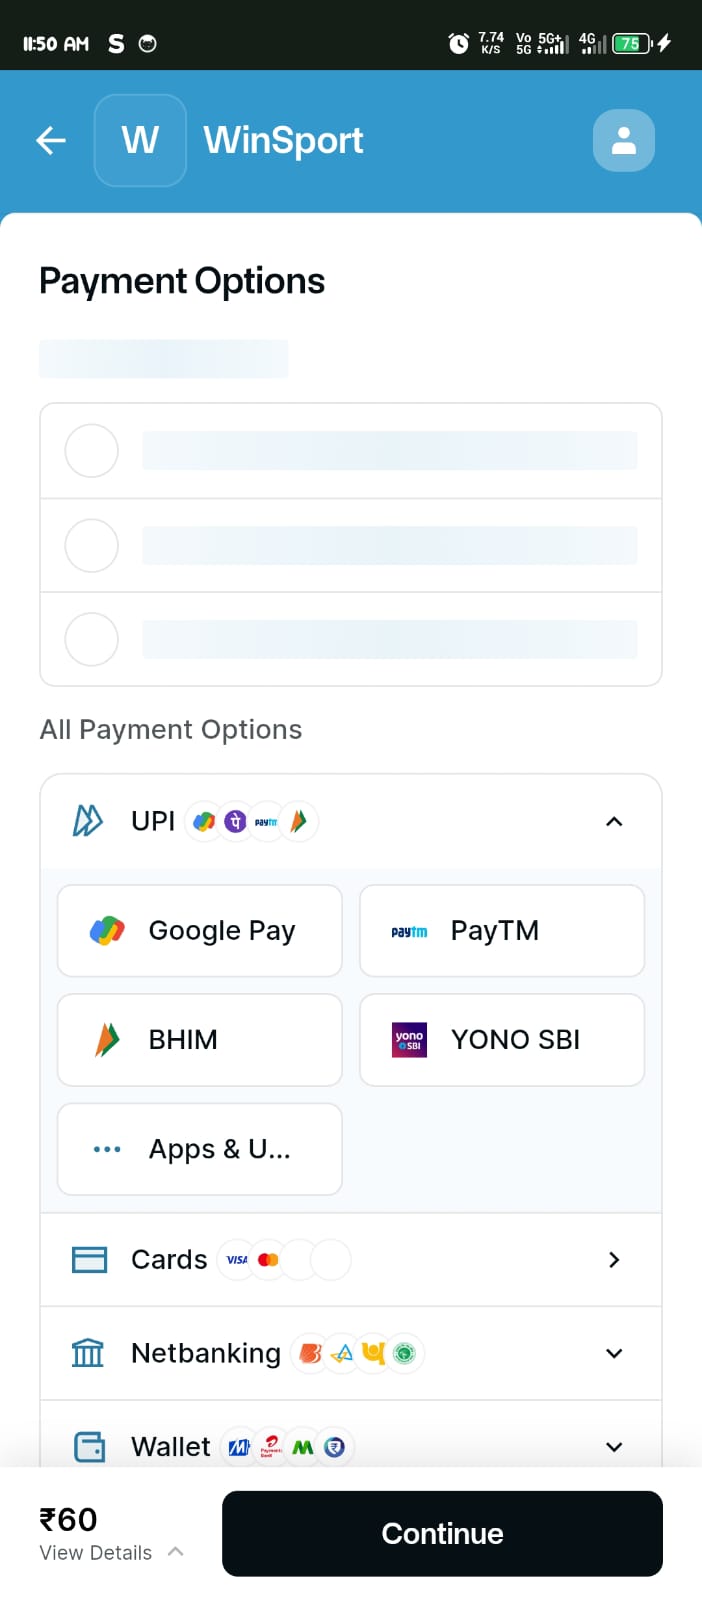 11:50 AM S 7.74 K/S Vo 5G 5G+ 4G 75
W WinSport
Payment Options
All Payment Options
UPI पे paytm
Google Pay
paytm PayTM
BHIM
yono SBI YONO SBI
Apps & U...
Cards VISA
Netbanking
Wallet
₹60
View Details
Continue